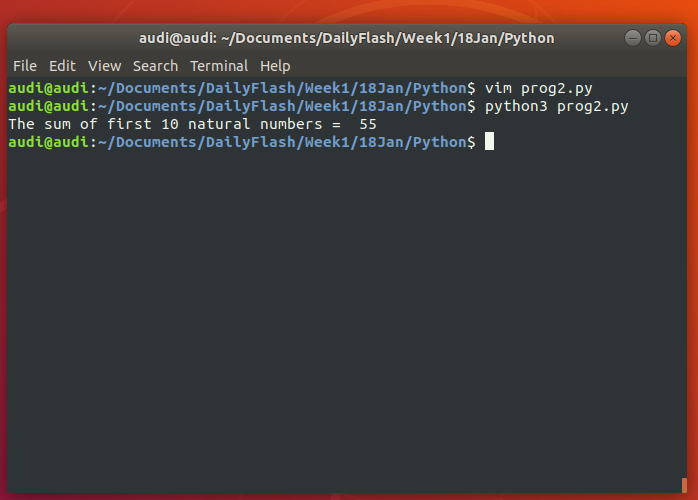 audi@audi: ~/Documents/DailyFlash/Week1/18Jan/Python
File Edit View Search Terminal Help
audi@audi:~/Documents/DailyFlash/Week1/18Jan/Python$ vim prog2.py
audi@audi:~/Documents/DailyFlash/Week1/18Jan/Python$ python3 prog2.py
The sum of first 10 natural numbers =  55
audi@audi:~/Documents/DailyFlash/Week1/18Jan/Python$